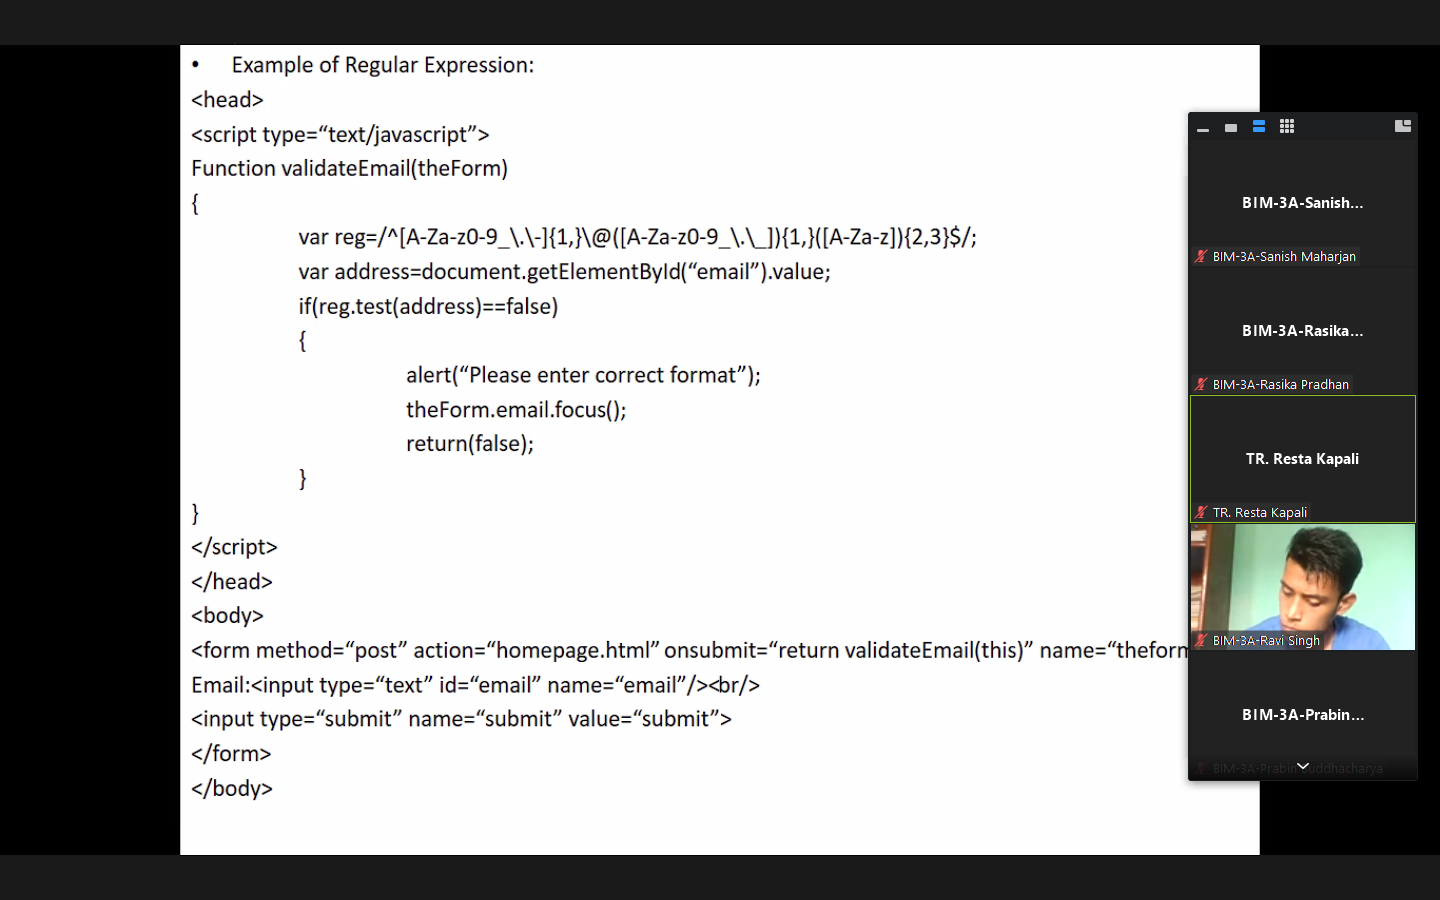 • Example of Regular Expression:
<head>
<script type=“text/javascript”>
Function validateEmail(theForm)
{
var reg=/^[A-Za-z0-9_\.\-]{1,}\@([A-Za-z0-9_\.\_]){1,}([A-Za-z]){2,3}$/;
var address=document.getElementById(“email”).value;
if(reg.test(address)==false)
{
alert(“Please enter correct format”);
theForm.email.focus();
return(false);
}
}
</script>
</head>
<body>
<form method=“post” action=“homepage.html” onsubmit=“return validateEmail(this)” name=“theform
Email:<input type=“text” id=“email” name=“email”/><br/>
<input type=“submit” name=“submit” value=“submit”>
</form>
</body>
BIM-3A-Sanish...
BIM-3A-Sanish Maharjan
BIM-3A-Rasika...
BIM-3A-Rasika Pradhan
TR. Resta Kapali
TR. Resta Kapali
BIM-3A-Ravi Singh
BIM-3A-Prabin...
BIM-3A-Prabin Buddhacharya